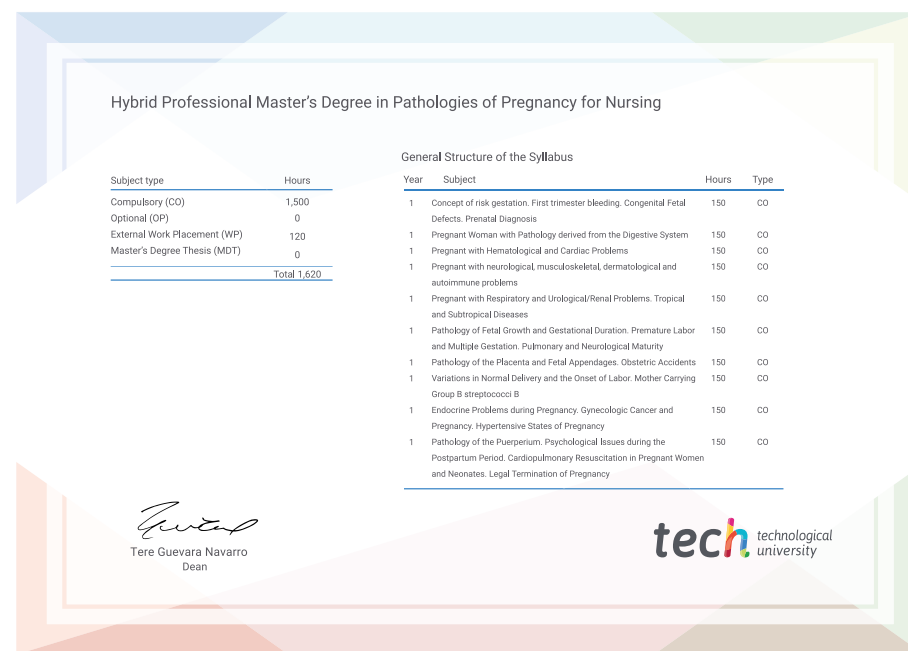 Hybrid Professional Master's Degree in Pathologies of Pregnancy for Nursing
Subject type Hours
Compulsory (CO) 1,500
Optional (OP) 0
External Work Placement (WP) 120
Master's Degree Thesis (MDT) 0
Total 1,620
General Structure of the Syllabus
Year Subject Hours Type
1 Concept of risk gestation. First trimester bleeding. Congenital Fetal 150 CO
Defects. Prenatal Diagnosis
1 Pregnant Woman with Pathology derived from the Digestive System 150 CO
1 Pregnant with Hematological and Cardiac Problems 150 CO
1 Pregnant with neurological, musculoskeletal, dermatological and 150 CO
autoimmune problems
1 Pregnant with Respiratory and Urological/Renal Problems. Tropical 150 CO
and Subtropical Diseases
1 Pathology of Fetal Growth and Gestational Duration. Premature Labor 150 CO
and Multiple Gestation. Pulmonary and Neurological Maturity
1 Pathology of the Placenta and Fetal Appendages. Obstetric Accidents 150 CO
1 Variations in Normal Delivery and the Onset of Labor. Mother Carrying 150 CO
Group B streptococci B
1 Endocrine Problems during Pregnancy. Gynecologic Cancer and 150 CO
Pregnancy. Hypertensive States of Pregnancy
1 Pathology of the Puerperium. Psychological Issues during the 150 CO
Postpartum Period. Cardiopulmonary Resuscitation in Pregnant Women
and Neonates. Legal Termination of Pregnancy
Tere Guevara Navarro
Dean
tech technological
university